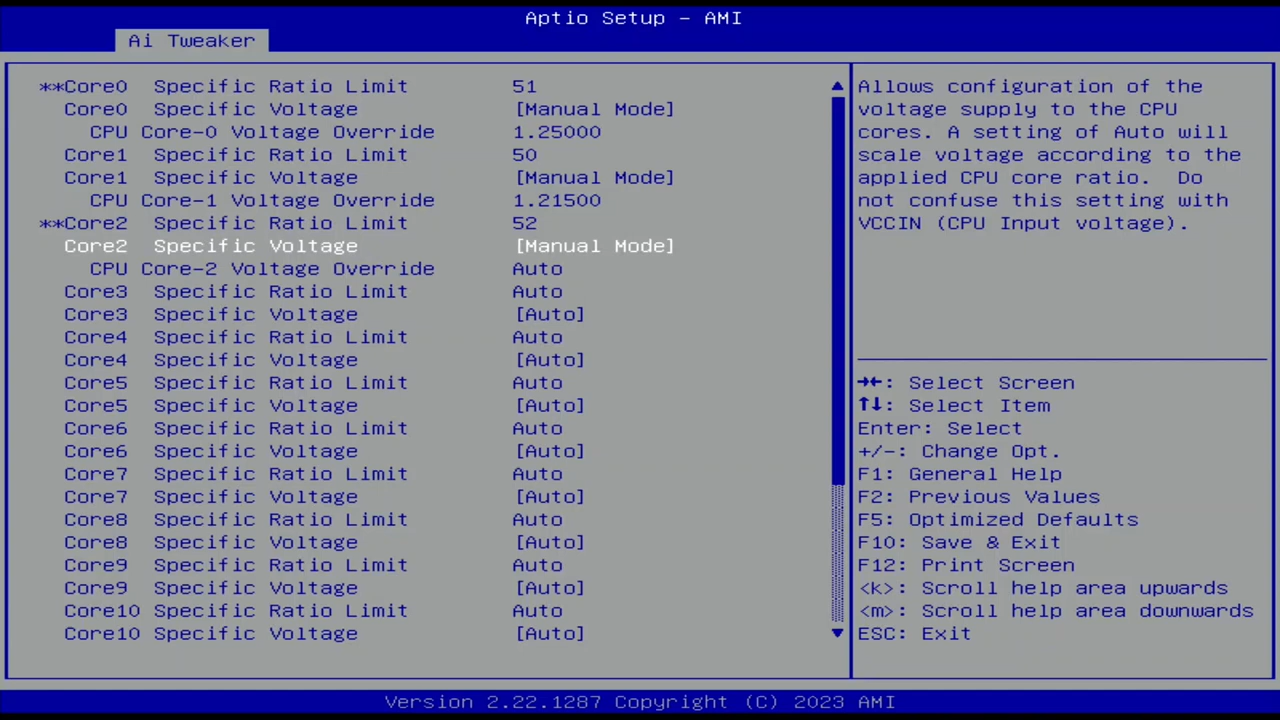 Aptio Setup – AMI
Ai Tweaker
**Core0 Specific Ratio Limit 51
Core0 Specific Voltage [Manual Mode]
CPU Core-0 Voltage Override 1.25000
Core1 Specific Ratio Limit 50
Core1 Specific Voltage [Manual Mode]
CPU Core-1 Voltage Override 1.21500
**Core2 Specific Ratio Limit 52
Core2 Specific Voltage [Manual Mode]
CPU Core-2 Voltage Override Auto
Core3 Specific Ratio Limit Auto
Core3 Specific Voltage [Auto]
Core4 Specific Ratio Limit Auto
Core4 Specific Voltage [Auto]
Core5 Specific Ratio Limit Auto
Core5 Specific Voltage [Auto]
Core6 Specific Ratio Limit Auto
Core6 Specific Voltage [Auto]
Core7 Specific Ratio Limit Auto
Core7 Specific Voltage [Auto]
Core8 Specific Ratio Limit Auto
Core8 Specific Voltage [Auto]
Core9 Specific Ratio Limit Auto
Core9 Specific Voltage [Auto]
Core10 Specific Ratio Limit Auto
Core10 Specific Voltage [Auto]
Allows configuration of the
voltage supply to the CPU
cores. A setting of Auto will
scale voltage according to the
applied CPU core ratio. Do
not confuse this setting with
VCCIN (CPU Input voltage).
→←: Select Screen
↑↓: Select Item
Enter: Select
+/-: Change Opt.
F1: General Help
F2: Previous Values
F5: Optimized Defaults
F10: Save & Exit
F12: Print Screen
<k>: Scroll help area upwards
<m>: Scroll help area downwards
ESC: Exit
Version 2.22.1287 Copyright (C) 2023 AMI